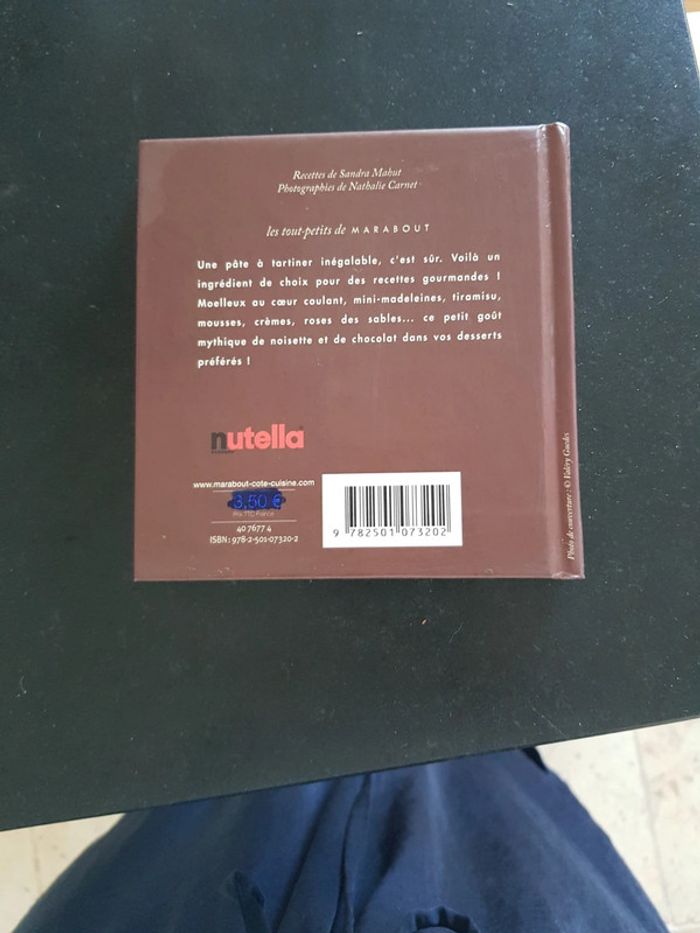 Recettes de Sandra Mahut
Photographies de Nathalie Carnet
les tout-petits de MARABOUT
Une pâte à tartiner inégalable, c'est sûr. Voilà un
ingrédient de choix pour des recettes gourmandes !
Moelleux au cœur coulant, mini-madeleines, tiramisu,
mousses, crèmes, roses des sables... ce petit goût
mythique de noisette et de chocolat dans vos desserts
préférés !
nutella
www.marabout-cote-cuisine.com
3,50 €
Prix TTC France
40 7677 4
ISBN : 978-2-501-07320-2
9 782501 073202
Photo de couverture : © Valéry Guedes